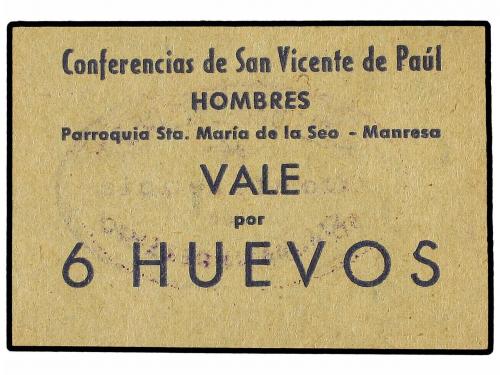 Conferencias de San Vicente de Paúl
HOMBRES
Parroquia Sta. María de la Seo - Manresa
VALE
por
6 HUEVOS